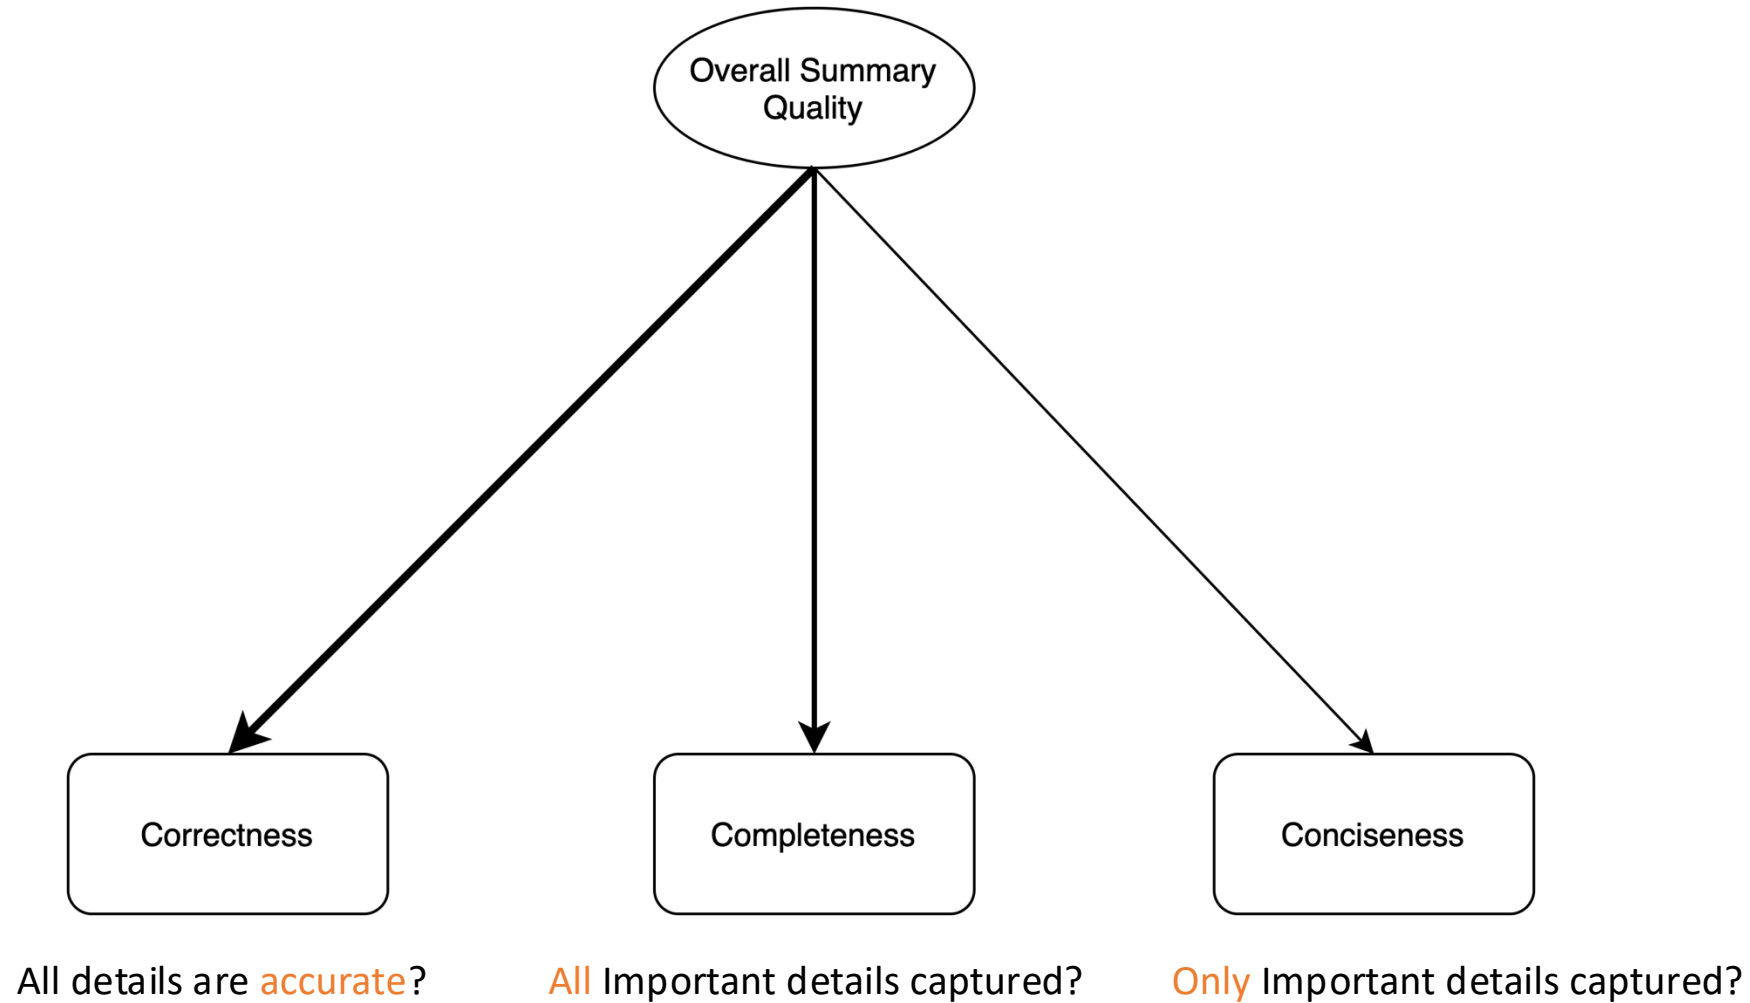 Overall Summary
Quality
Correctness
Completeness
Conciseness
All details are accurate?
All Important details captured?
Only Important details captured?